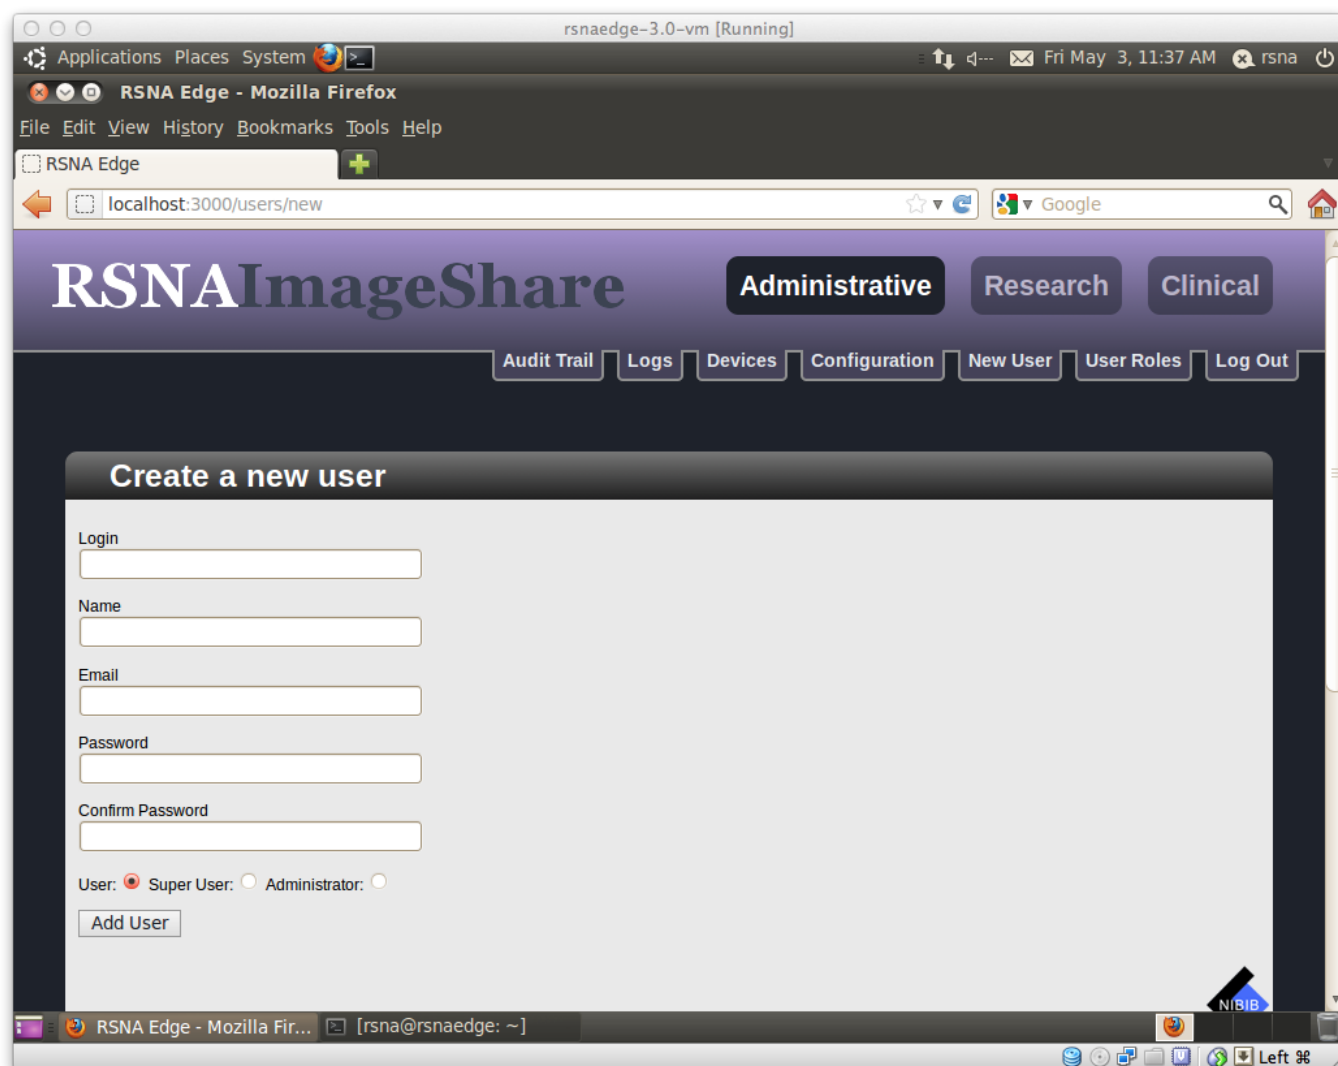 rsnaedge-3.0-vm [Running]
Applications Places System Fri May 3, 11:37 AM rsna
RSNA Edge - Mozilla Firefox
File Edit View History Bookmarks Tools Help
RSNA Edge
localhost:3000/users/new Google
RSNAImageShare Administrative Research Clinical
Audit Trail Logs Devices Configuration New User User Roles Log Out
Create a new user
Login
Name
Email
Password
Confirm Password
User: Super User: Administrator:
Add User
NIBIB
RSNA Edge - Mozilla Fir... [rsna@rsnaedge: ~]
Left ⌘